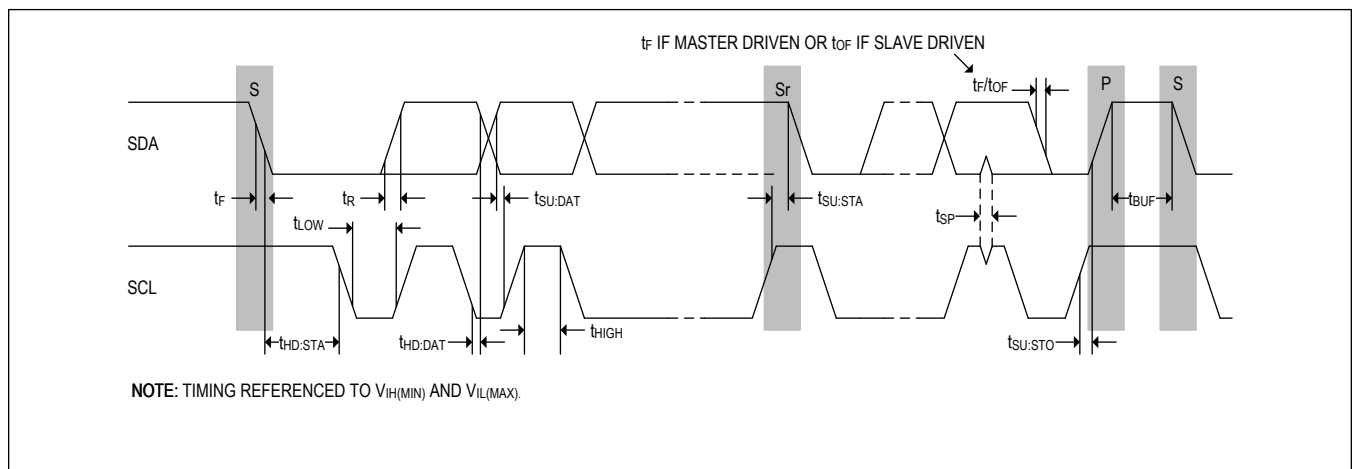 tF IF MASTER DRIVEN OR tOF IF SLAVE DRIVEN
S
Sr
tF/tOF
P
S
SDA
tF
tR
tSU:DAT
tSU:STA
tSP
tBUF
tLOW
SCL
tHD:STA
tHD:DAT
tHIGH
tSU:STO
NOTE: TIMING REFERENCED TO VIH(MIN) AND VIL(MAX).